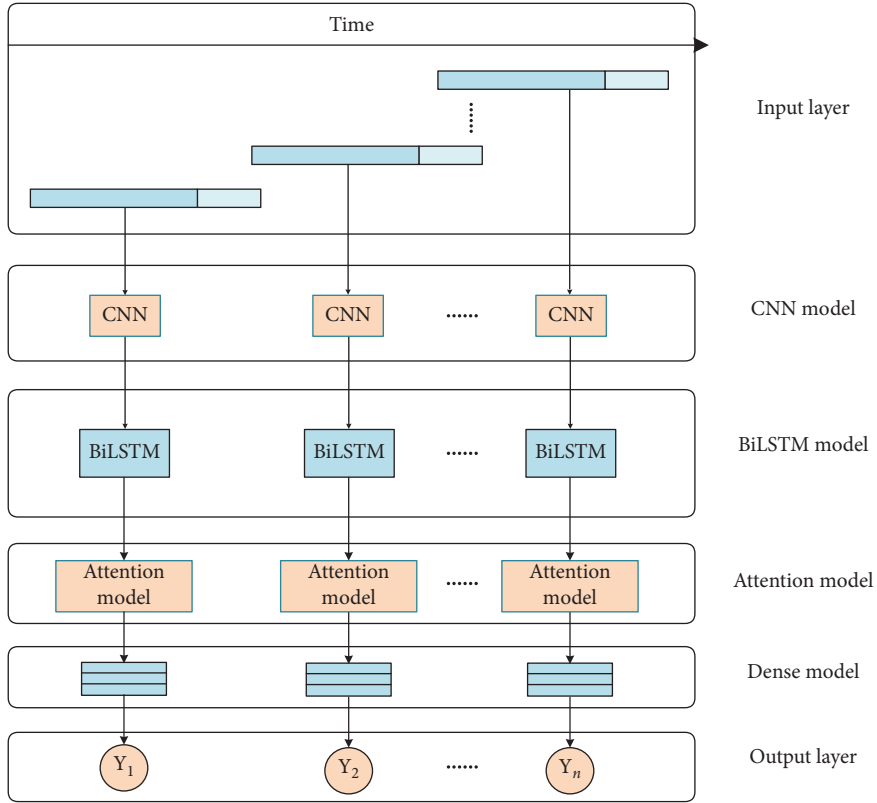 Time
Input layer
CNN
CNN
......
CNN
CNN model
BiLSTM
BiLSTM
......
BiLSTM
BiLSTM model
Attention
model
Attention
model
......
Attention
model
Attention model
Dense model
Y1
Y2
......
Yn
Output layer